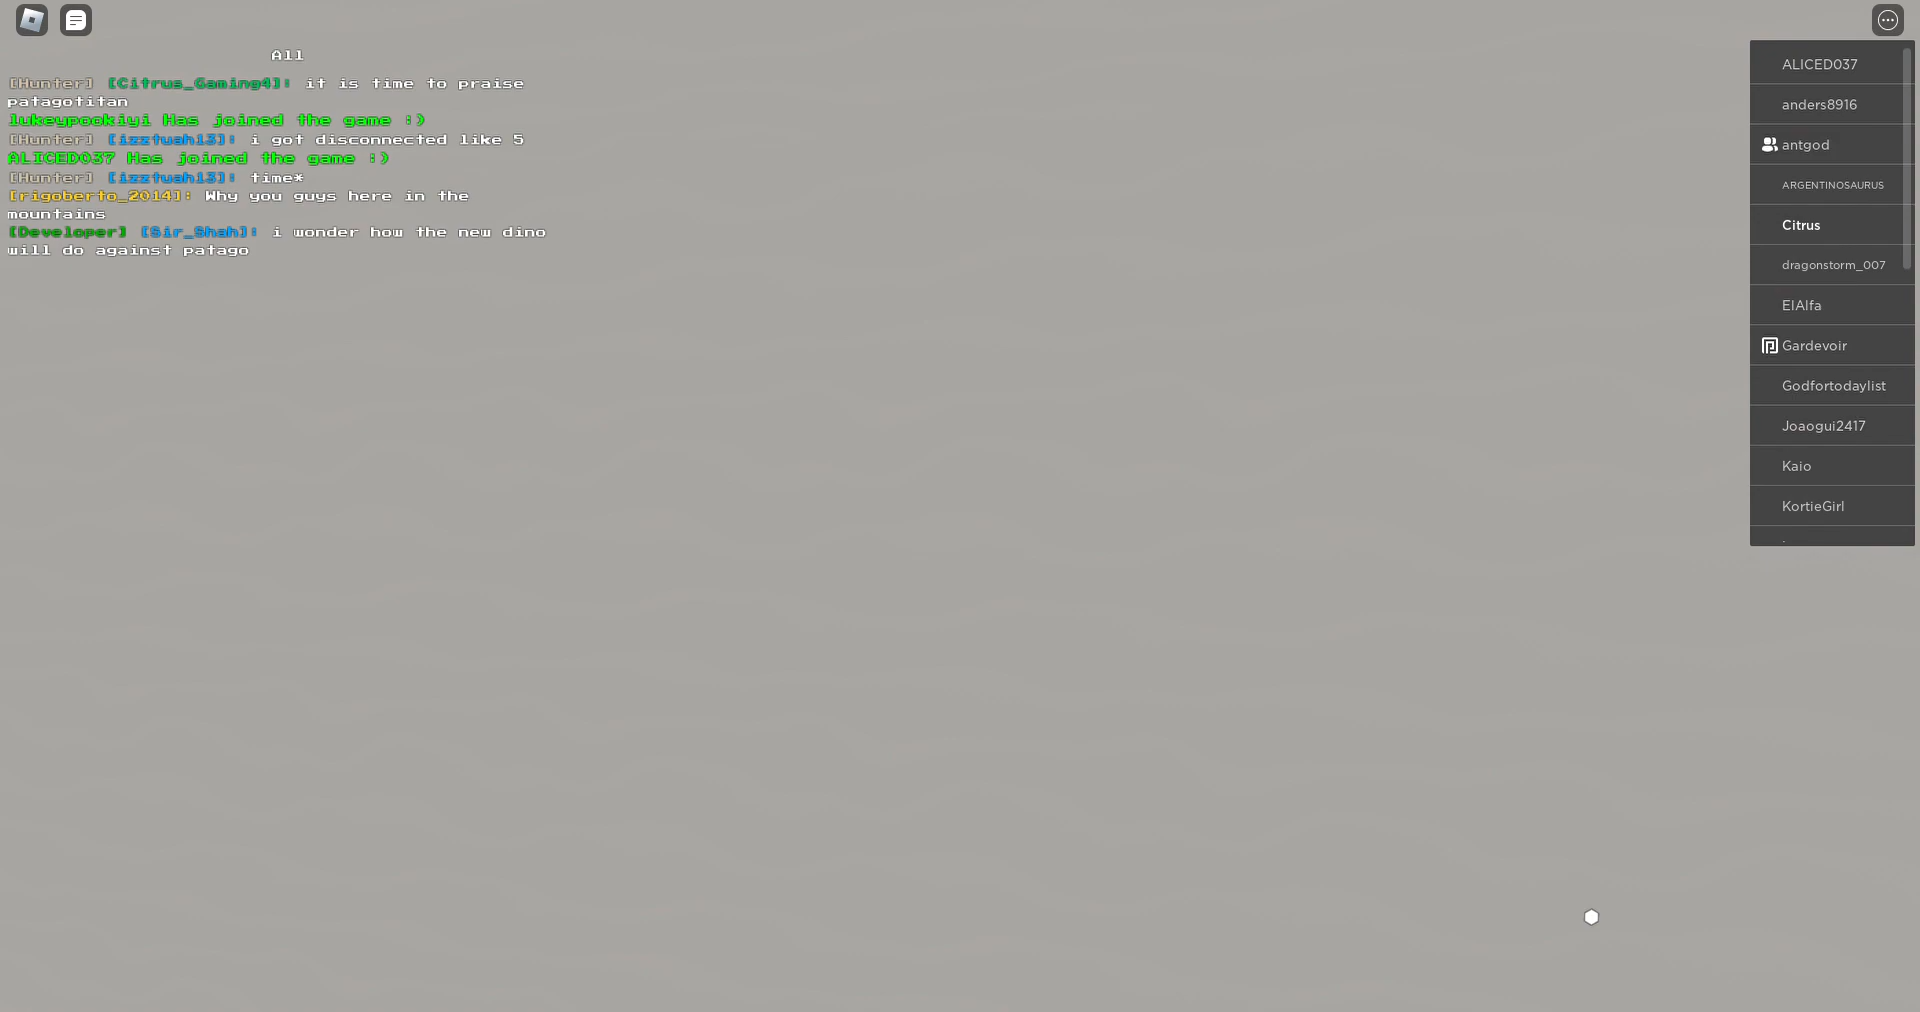 All
[Hunter] [Citrus_Gaming4]: it is time to praise
patagotitan
lukeypookiyi Has joined the game :)
[Hunter] [izztuah13]: i got disconnected like 5
ALICED037 Has joined the game :)
[Hunter] [izztuah13]: time*
[rigoberto_2014]: Why you guys here in the
mountains
[Developer] [Sir_Shah]: i wonder how the new dino
will do against patago
ALICED037
anders8916
antgod
ARGENTINOSAURUS
Citrus
dragonstorm_007
ElAlfa
Gardevoir
Godfortodaylist
Joaogui2417
Kaio
KortieGirl